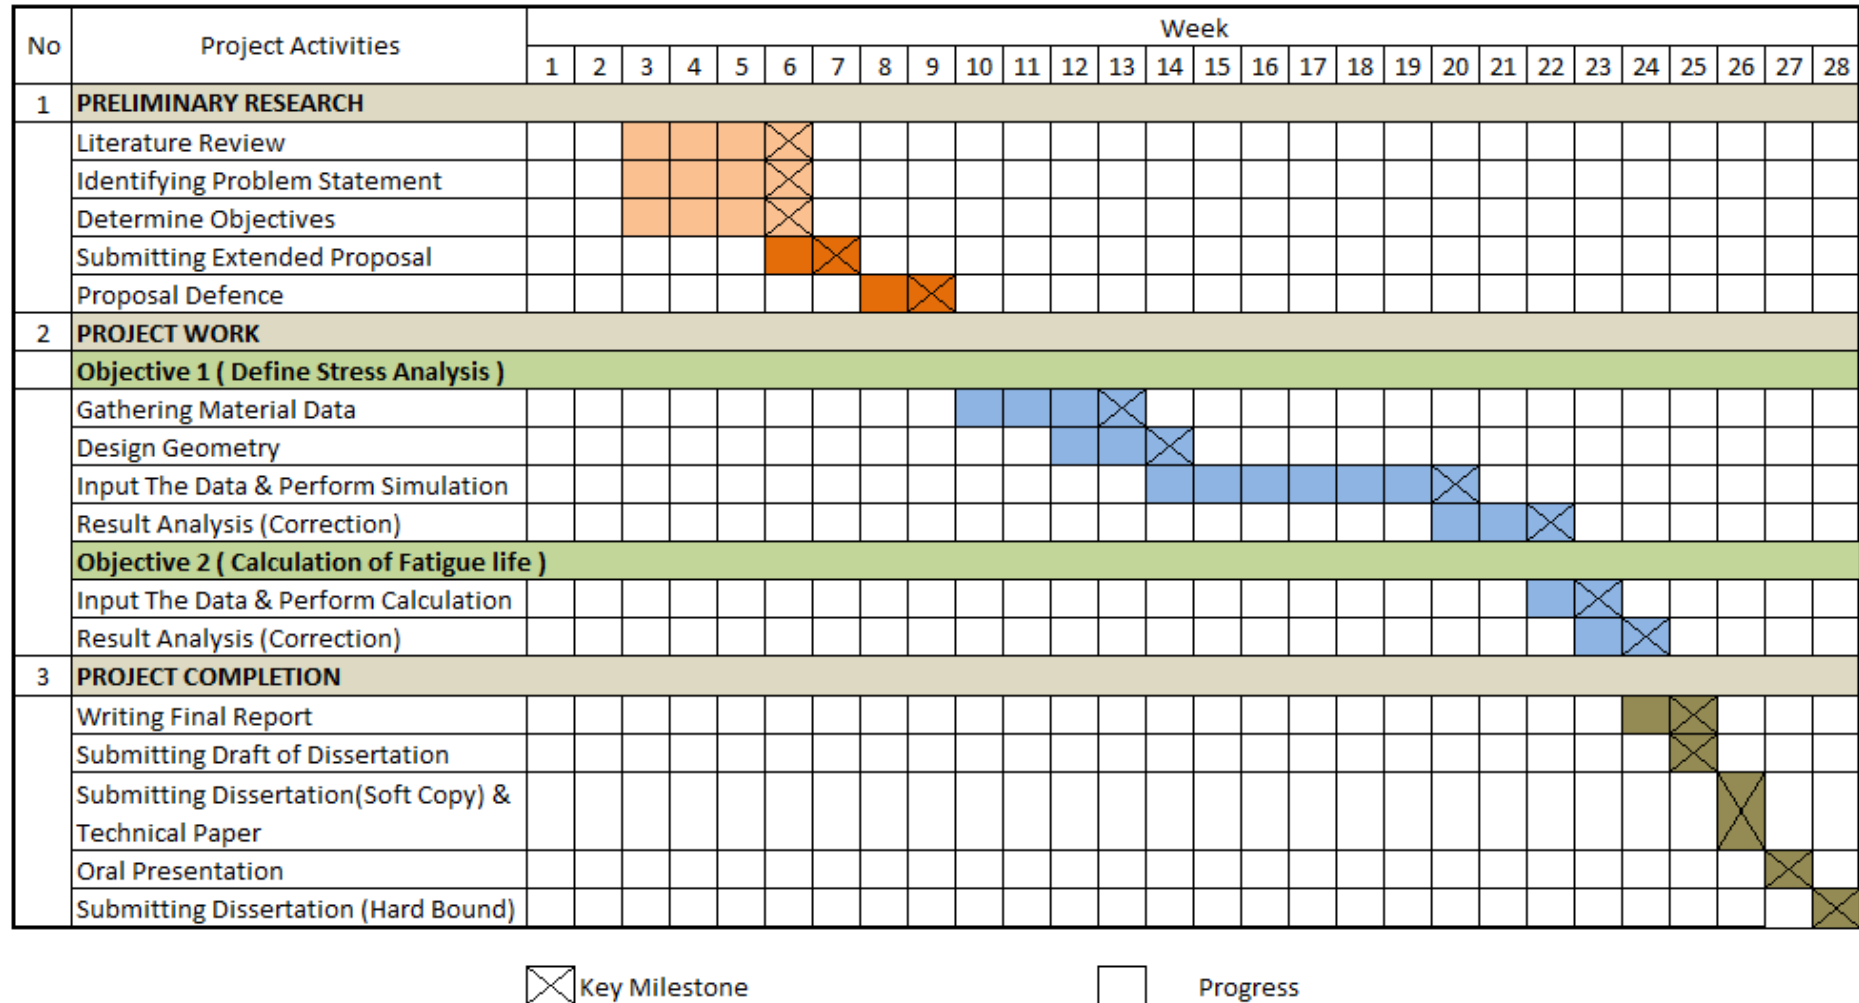 No Project Activities Week
1 2 3 4 5 6 7 8 9 10 11 12 13 14 15 16 17 18 19 20 21 22 23 24 25 26 27 28
1 PRELIMINARY RESEARCH
Literature Review
Identifying Problem Statement
Determine Objectives
Submitting Extended Proposal
Proposal Defence
2 PROJECT WORK
Objective 1 ( Define Stress Analysis )
Gathering Material Data
Design Geometry
Input The Data & Perform Simulation
Result Analysis (Correction)
Objective 2 ( Calculation of Fatigue life )
Input The Data & Perform Calculation
Result Analysis (Correction)
3 PROJECT COMPLETION
Writing Final Report
Submitting Draft of Dissertation
Submitting Dissertation(Soft Copy) &
Technical Paper
Oral Presentation
Submitting Dissertation (Hard Bound)
Key Milestone Progress